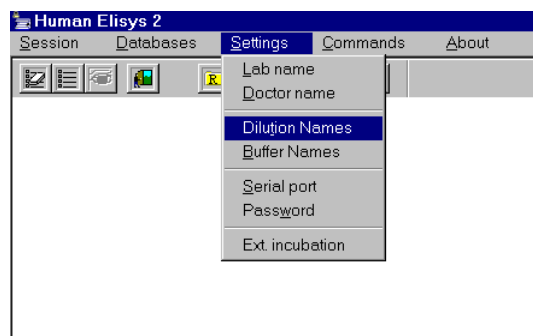 Human Elisys 2
Session Databases Settings Commands About
R
Lab name
Doctor name
Dilution Names
Buffer Names
Serial port
Password
Ext. incubation